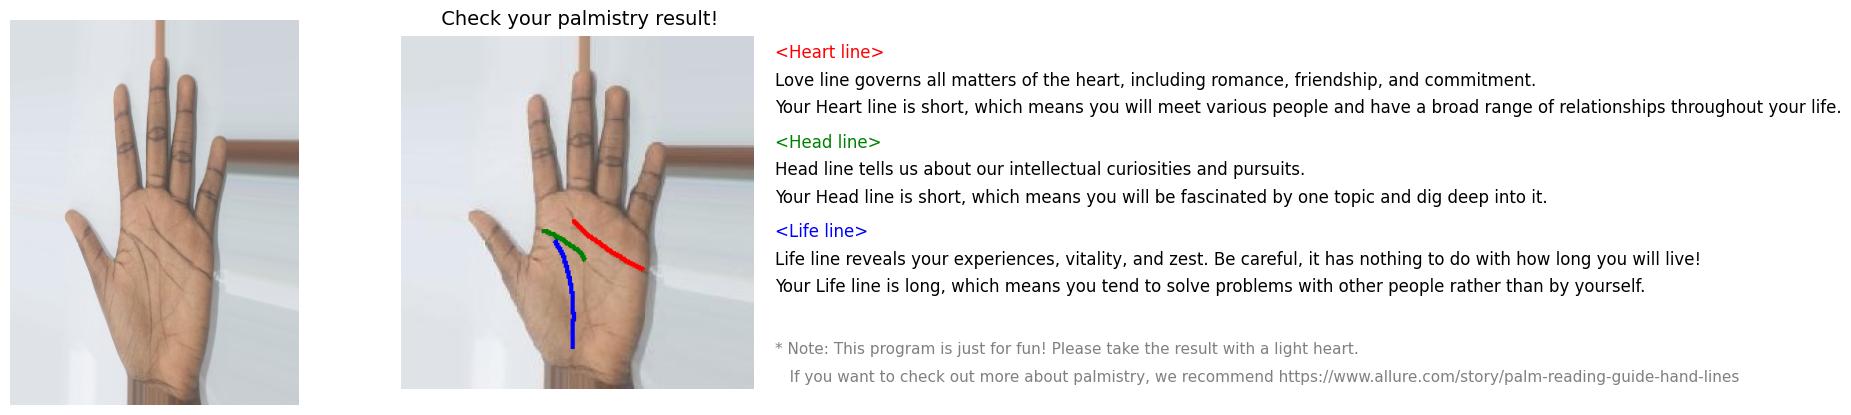 Check your palmistry result!
<Heart line>
Love line governs all matters of the heart, including romance, friendship, and commitment.
Your Heart line is short, which means you will meet various people and have a broad range of relationships throughout your life.
<Head line>
Head line tells us about our intellectual curiosities and pursuits.
Your Head line is short, which means you will be fascinated by one topic and dig deep into it.
<Life line>
Life line reveals your experiences, vitality, and zest. Be careful, it has nothing to do with how long you will live!
Your Life line is long, which means you tend to solve problems with other people rather than by yourself.
* Note: This program is just for fun! Please take the result with a light heart.
If you want to check out more about palmistry, we recommend https://www.allure.com/story/palm-reading-guide-hand-lines